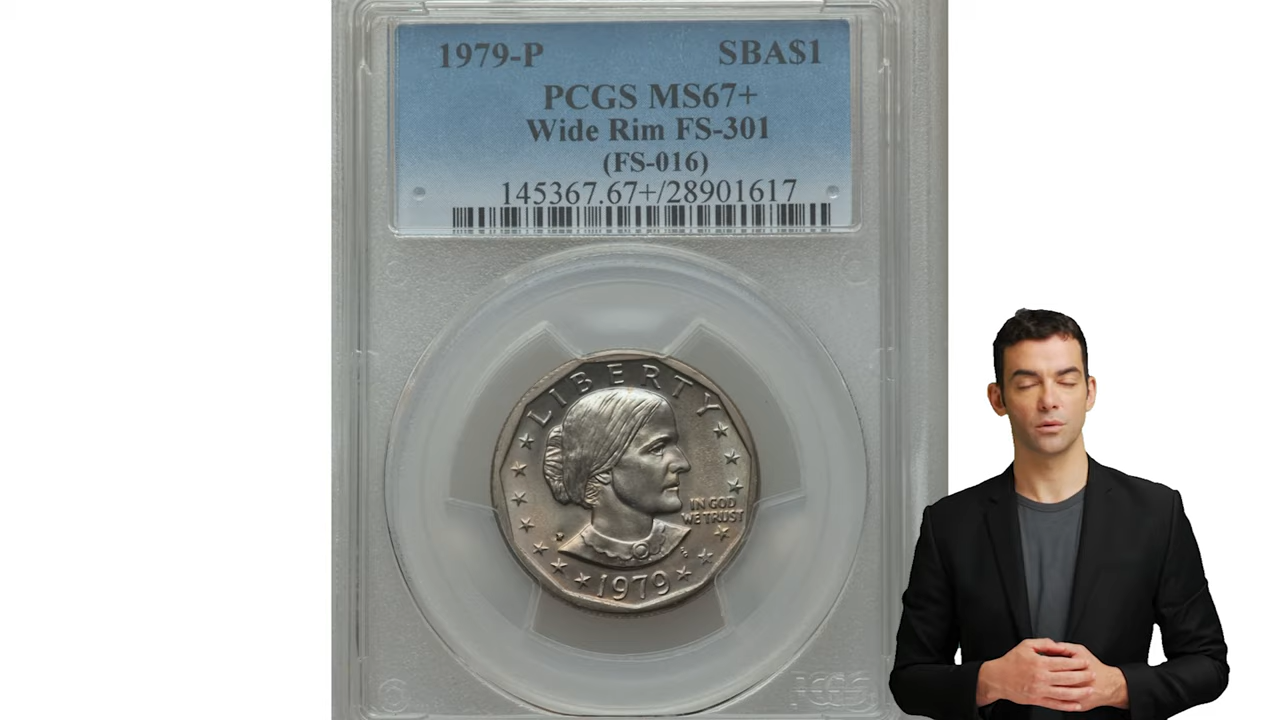 1979-P SBA$1
PCGS MS67+
Wide Rim FS-301
(FS-016)
145367.67+/28901617
LIBERTY
IN GOD
WE TRUST
P
1979
PCGS